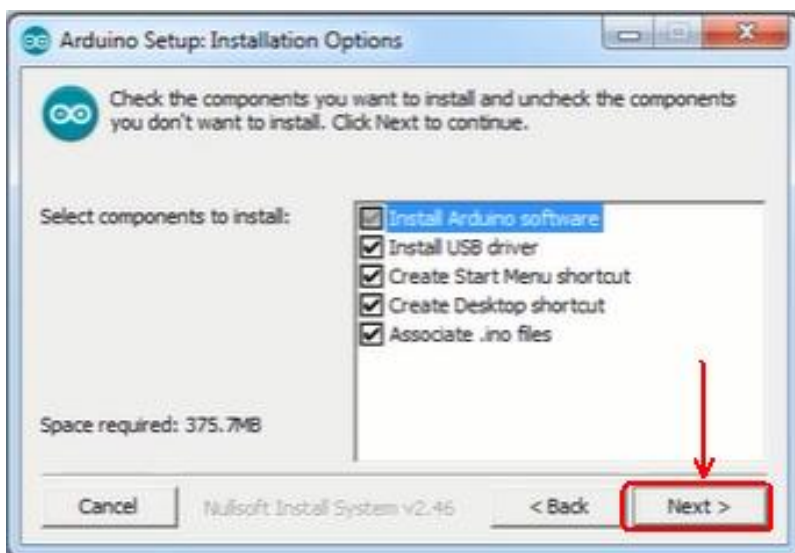 Arduino Setup: Installation Options
Check the components you want to install and uncheck the components
you don't want to install. Click Next to continue.
Select components to install:
Install Arduino software
Install USB driver
Create Start Menu shortcut
Create Desktop shortcut
Associate .ino files
Space required: 375.7MB
Cancel
Nullsoft Install System v2.46
< Back
Next >